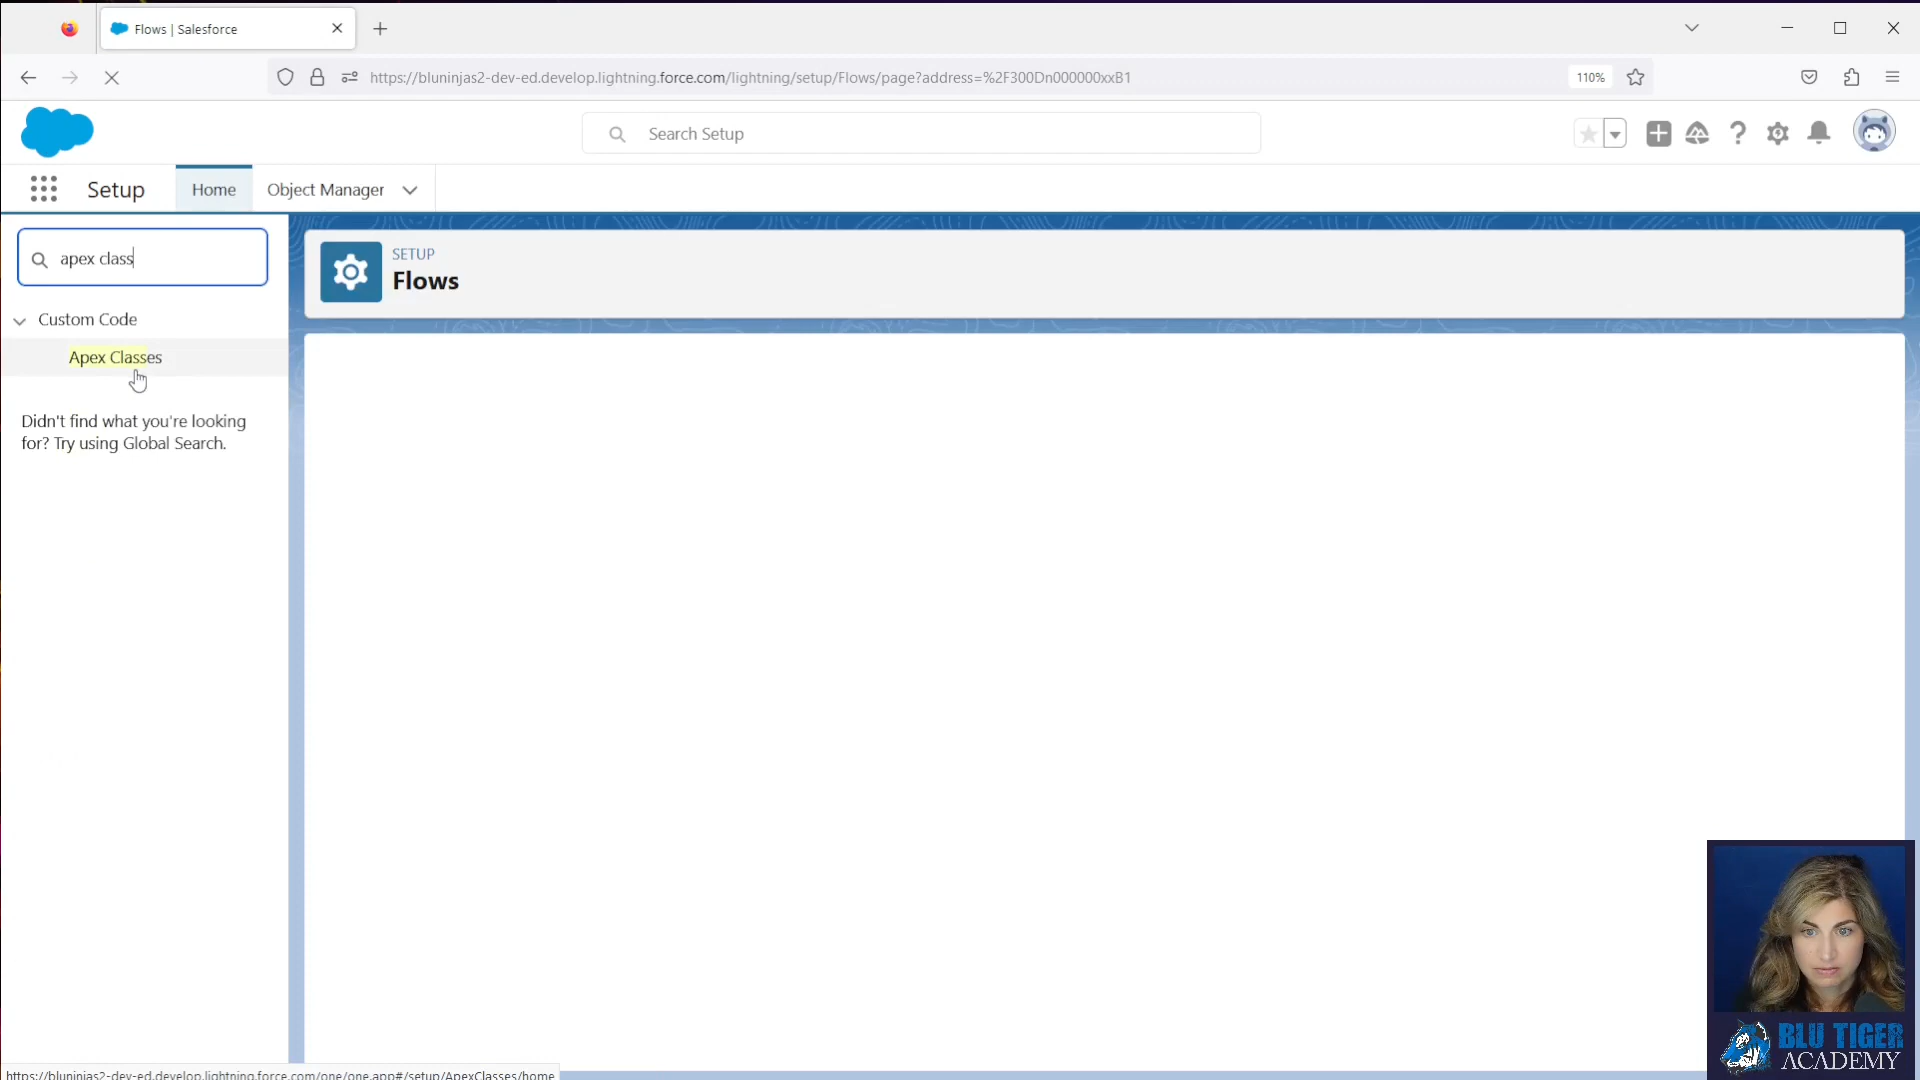 Flows | Salesforce
https://bluninjas2-dev-ed.develop.lightning.force.com/lightning/setup/Flows/page?address=%2F300Dn000000xxB1
110%
Search Setup
Setup
Home
Object Manager
apex class
SETUP
Flows
Custom Code
Apex Classes
Didn't find what you're looking
for? Try using Global Search.
BLU TIGER
ACADEMY
https://bluninjas2-dev-ed.develop.lightning.force.com/one/one.app#/setup/ApexClasses/home